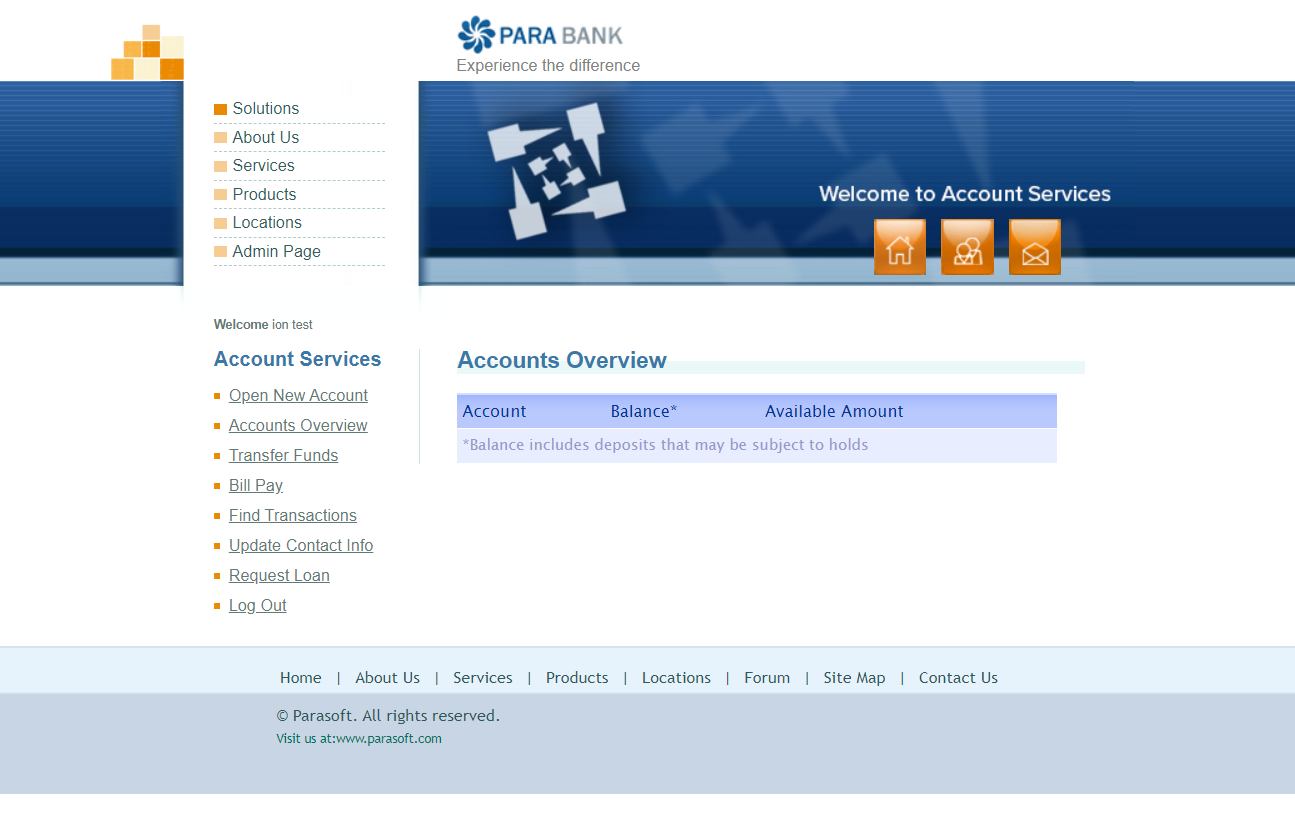 PARA BANK
Experience the difference
Solutions
About Us
Services
Products
Locations
Admin Page
Welcome to Account Services
Welcome ion test
Account Services
Open New Account
Accounts Overview
Transfer Funds
Bill Pay
Find Transactions
Update Contact Info
Request Loan
Log Out
Accounts Overview
Account Balance* Available Amount
*Balance includes deposits that may be subject to holds
Home | About Us | Services | Products | Locations | Forum | Site Map | Contact Us
© Parasoft. All rights reserved.
Visit us at:www.parasoft.com